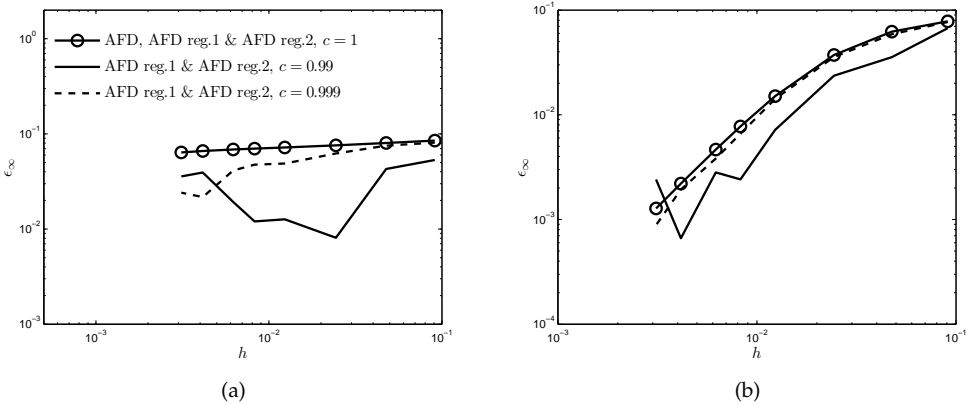 10⁰
10⁻¹
10⁻²
10⁻³
ϵ∞
AFD, AFD reg.1 & AFD reg.2, c = 1
AFD reg.1 & AFD reg.2, c = 0.99
AFD reg.1 & AFD reg.2, c = 0.999
10⁻³
10⁻²
10⁻¹
h
(a)
10⁻¹
10⁻²
10⁻³
10⁻⁴
ϵ∞
10⁻³
10⁻²
10⁻¹
h
(b)